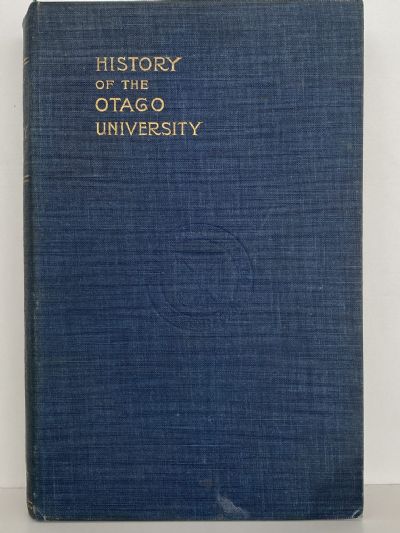 HISTORY
OF THE
OTAGO
UNIVERSITY